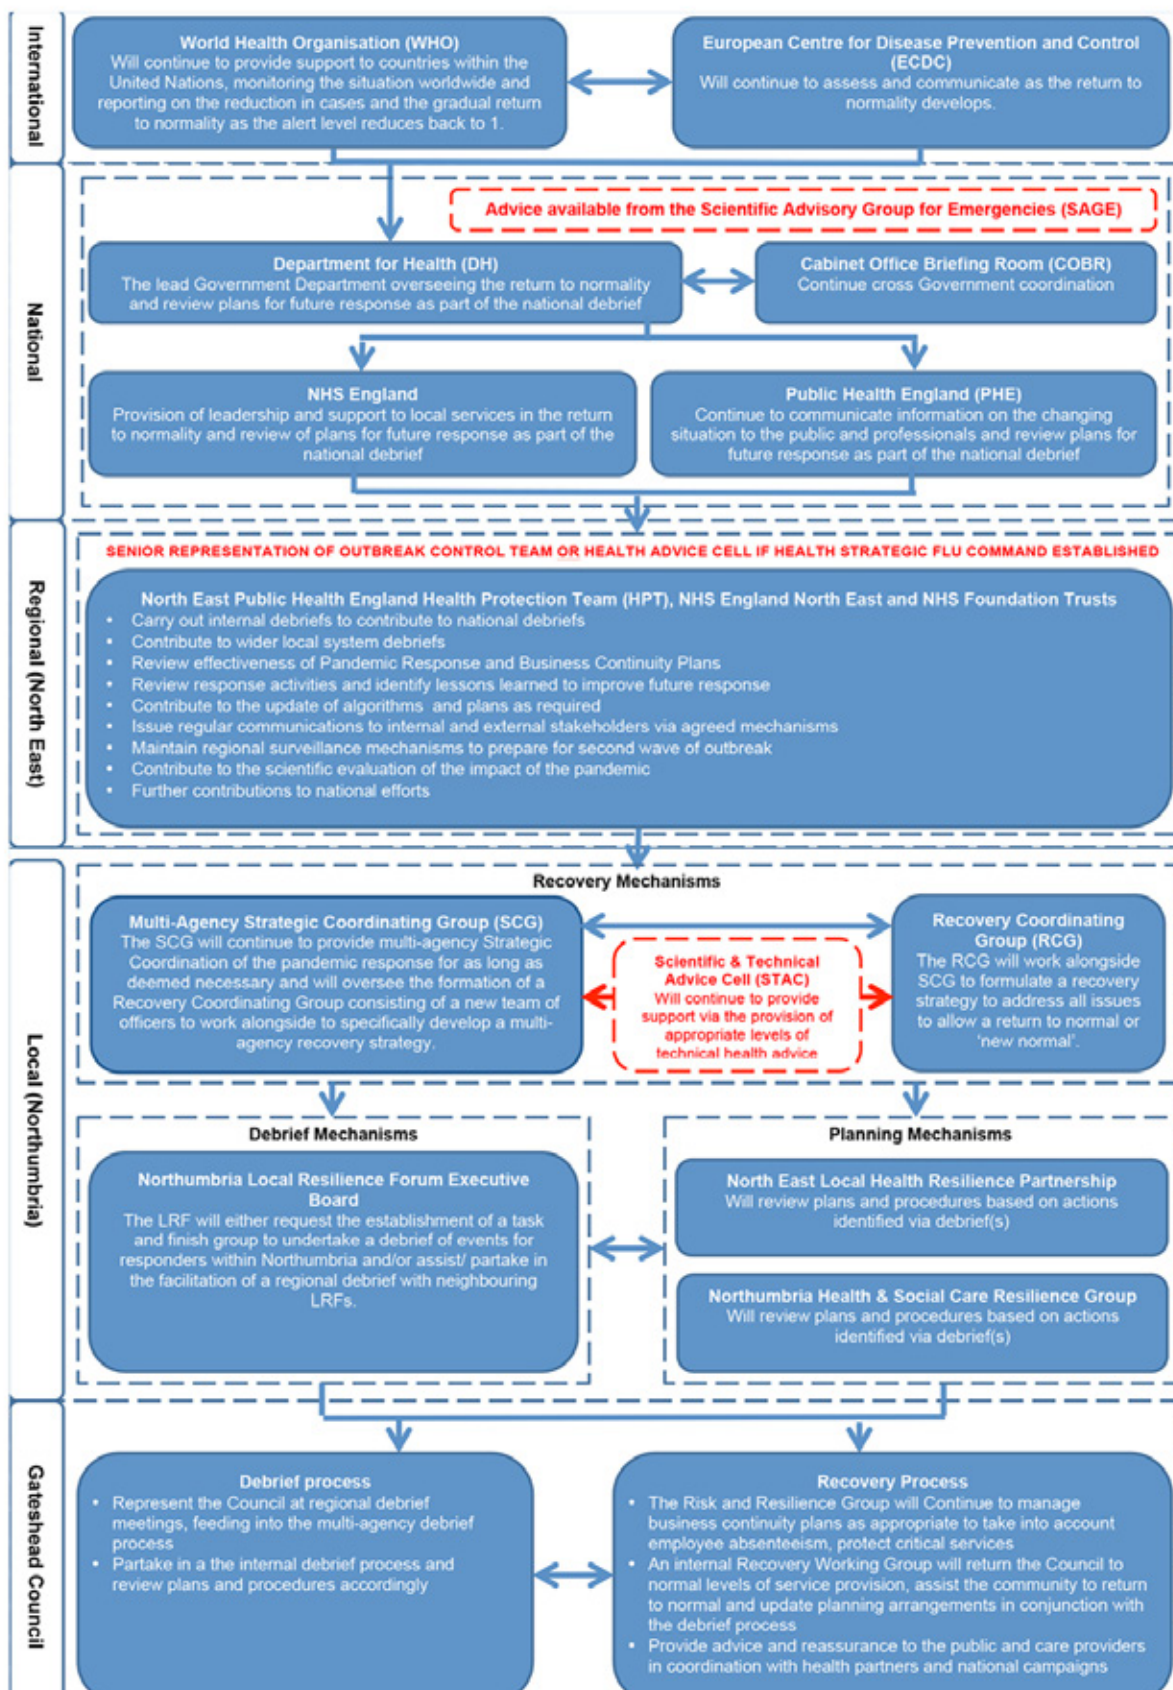 International
World Health Organisation (WHO)
Will continue to provide support to countries within the
United Nations, monitoring the situation worldwide and
reporting on the reduction in cases and the gradual return
to normality as the alert level reduces back to 1.
European Centre for Disease Prevention and Control
(ECDC)
Will continue to assess and communicate as the return to
normality develops.
National
Advice available from the Scientific Advisory Group for Emergencies (SAGE)
Department for Health (DH)
The lead Government Department overseeing the return to normality
and review plans for future response as part of the national debrief
Cabinet Office Briefing Room (COBR)
Continue cross Government coordination
NHS England
Provision of leadership and support to local services in the return
to normality and review of plans for future response as part of the
national debrief
Public Health England (PHE)
Continue to communicate information on the changing
situation to the public and professionals and review plans for
future response as part of the national debrief
Regional (North East)
SENIOR REPRESENTATION OF OUTBREAK CONTROL TEAM OR HEALTH ADVICE CELL IF HEALTH STRATEGIC FLU COMMAND ESTABLISHED
North East Public Health England Health Protection Team (HPT), NHS England North East and NHS Foundation Trusts
• Carry out internal debriefs to contribute to national debriefs
• Contribute to wider local system debriefs
• Review effectiveness of Pandemic Response and Business Continuity Plans
• Review response activities and identify lessons learned to improve future response
• Contribute to the update of algorithms and plans as required
• Issue regular communications to internal and external stakeholders via agreed mechanisms
• Maintain regional surveillance mechanisms to prepare for second wave of outbreak
• Contribute to the scientific evaluation of the impact of the pandemic
• Further contributions to national efforts
Local (Northumbria)
Recovery Mechanisms
Multi-Agency Strategic Coordinating Group (SCG)
The SCG will continue to provide multi-agency Strategic
Coordination of the pandemic response for as long as
deemed necessary and will oversee the formation of a
Recovery Coordinating Group consisting of a new team of
officers to work alongside to specifically develop a multi-
agency recovery strategy.
Scientific & Technical
Advice Cell (STAC)
Will continue to provide
support via the provision of
appropriate levels of
technical health advice
Recovery Coordinating
Group (RCG)
The RCG will work alongside
SCG to formulate a recovery
strategy to address all issues
to allow a return to normal or
'new normal'.
Debrief Mechanisms
Northumbria Local Resilience Forum Executive
Board
The LRF will either request the establishment of a task
and finish group to undertake a debrief of events for
responders within Northumbria and/or assist/ partake in
the facilitation of a regional debrief with neighbouring
LRFs.
Planning Mechanisms
North East Local Health Resilience Partnership
Will review plans and procedures based on actions
identified via debrief(s)
Northumbria Health & Social Care Resilience Group
Will review plans and procedures based on actions
identified via debrief(s)
Gateshead Council
Debrief process
• Represent the Council at regional debrief
meetings, feeding into the multi-agency debrief
process
• Partake in a the internal debrief process and
review plans and procedures accordingly
Recovery Process
• The Risk and Resilience Group will Continue to manage
business continuity plans as appropriate to take into account
employee absenteeism, protect critical services
• An internal Recovery Working Group will return the Council to
normal levels of service provision, assist the community to return
to normal and update planning arrangements in conjunction with
the debrief process
• Provide advice and reassurance to the public and care providers
in coordination with health partners and national campaigns